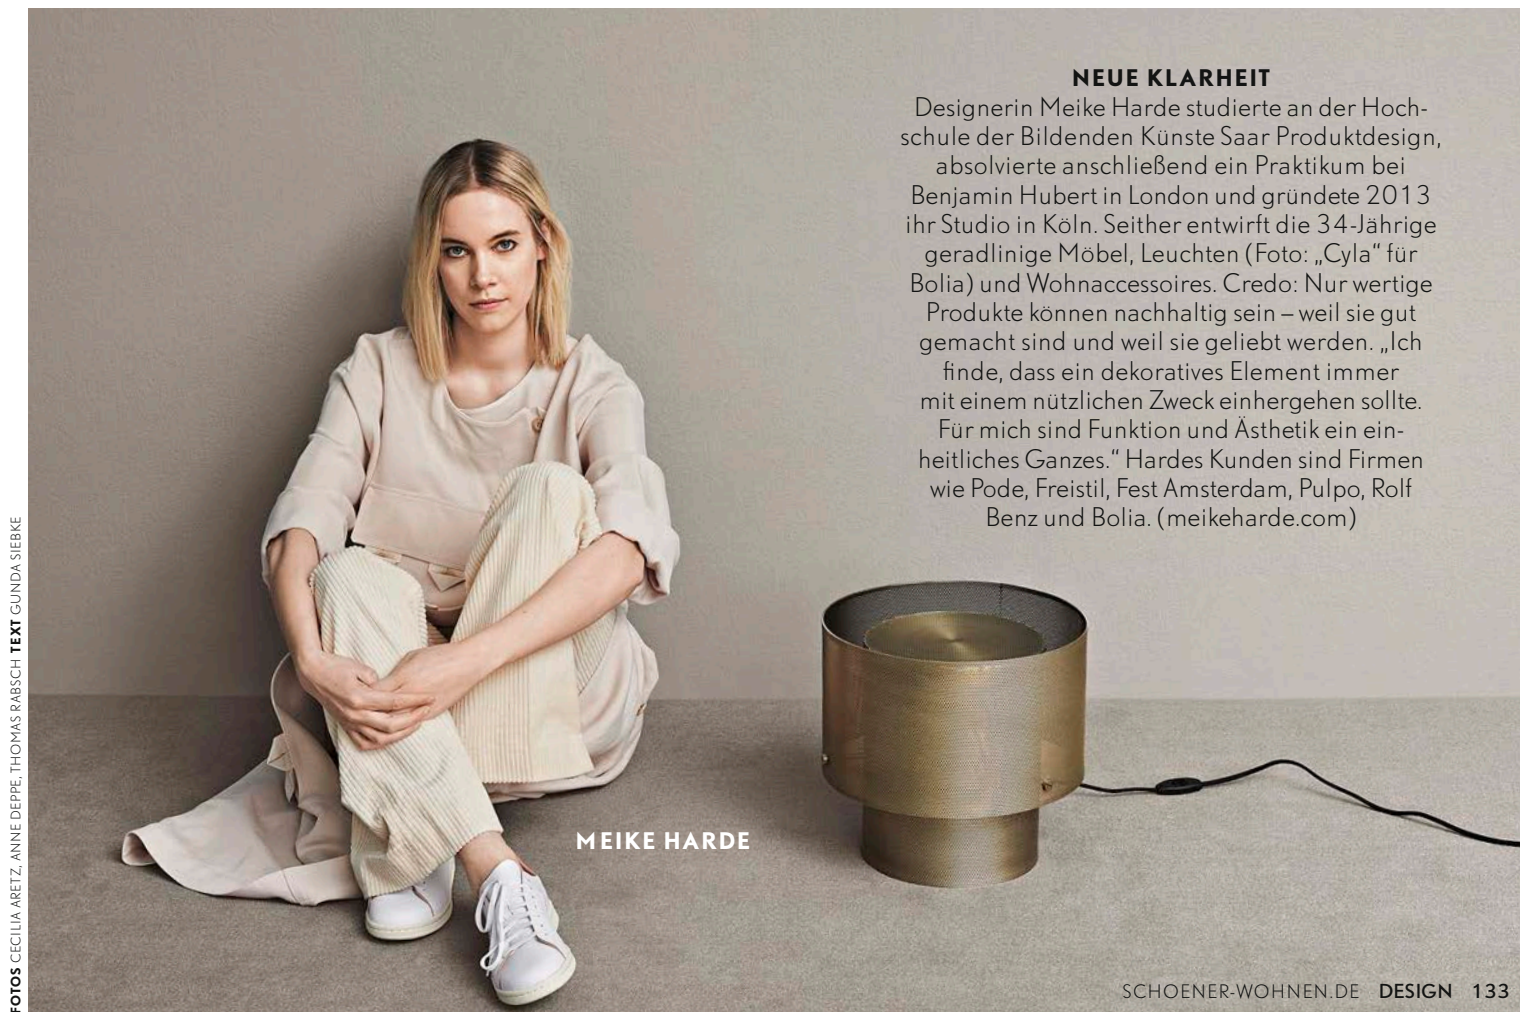 NEUE KLARHEIT
Designerin Meike Harde studierte an der Hoch-
schule der Bildenden Künste Saar Produktdesign,
absolvierte anschließend ein Praktikum bei
Benjamin Hubert in London und gründete 2013
ihr Studio in Köln. Seither entwirft die 34-Jährige
geradlinige Möbel, Leuchten (Foto: „Cyla“ für
Bolia) und Wohnaccessoires. Credo: Nur wertige
Produkte können nachhaltig sein – weil sie gut
gemacht sind und weil sie geliebt werden. „Ich
finde, dass ein dekoratives Element immer
mit einem nützlichen Zweck einhergehen sollte.
Für mich sind Funktion und Ästhetik ein ein-
heitliches Ganzes.“ Hardes Kunden sind Firmen
wie Pode, Freistil, Fest Amsterdam, Pulpo, Rolf
Benz und Bolia. (meikeharde.com)
MEIKE HARDE
FOTOS CECILIA ARETZ, ANNE DEPPE, THOMAS RABSCH TEXT GUNDA SIEBKE
SCHOENER-WOHNEN.DE DESIGN 133